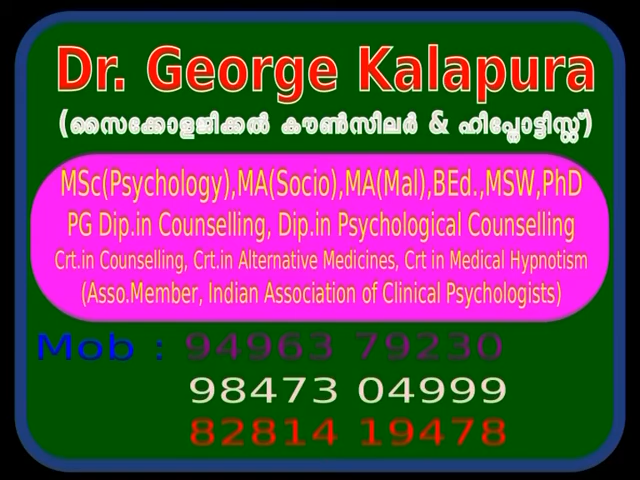 Dr. George Kalapura
(സൈക്കോളജിക്കൽ കൗൺസിലർ & ഹിപ്നോട്ടിസ്റ്റ്)
MSc(Psychology),MA(Socio),MA(Mal),BEd.,MSW,PhD
PG Dip.in Counselling, Dip.in Psychological Counselling
Crt.in Counselling, Crt.in Alternative Medicines, Crt in Medical Hypnotism
(Asso.Member, Indian Association of Clinical Psychologists)
Mob : 94963 79230
98473 04999
82814 19478